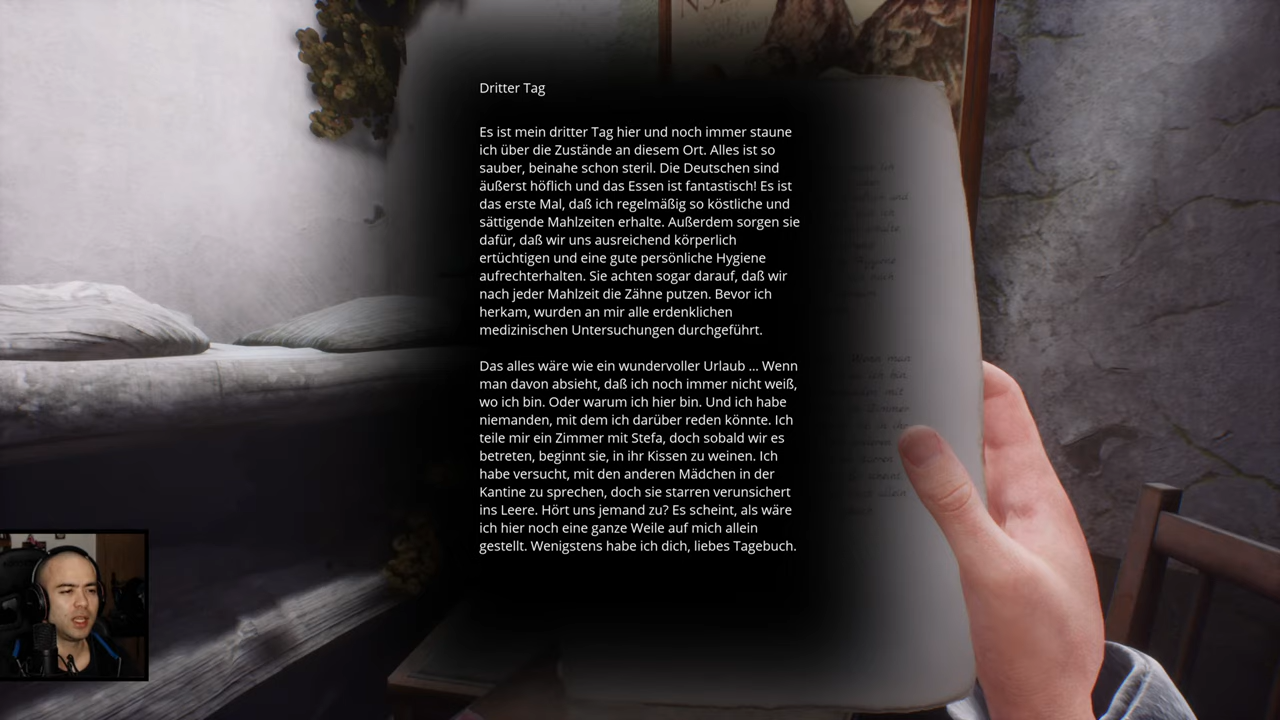 Dritter Tag
Es ist mein dritter Tag hier und noch immer staune
ich über die Zustände an diesem Ort. Alles ist so
sauber, beinahe schon steril. Die Deutschen sind
äußerst höflich und das Essen ist fantastisch! Es ist
das erste Mal, daß ich regelmäßig so köstliche und
sättigende Mahlzeiten erhalte. Außerdem sorgen sie
dafür, daß wir uns ausreichend körperlich
ertüchtigen und eine gute persönliche Hygiene
aufrechterhalten. Sie achten sogar darauf, daß wir
nach jeder Mahlzeit die Zähne putzen. Bevor ich
herkam, wurden an mir alle erdenklichen
medizinischen Untersuchungen durchgeführt.
Das alles wäre wie ein wundervoller Urlaub ... Wenn
man davon absieht, daß ich noch immer nicht weiß,
wo ich bin. Oder warum ich hier bin. Und ich habe
niemanden, mit dem ich darüber reden könnte. Ich
teile mir ein Zimmer mit Stefa, doch sobald wir es
betreten, beginnt sie, in ihr Kissen zu weinen. Ich
habe versucht, mit den anderen Mädchen in der
Kantine zu sprechen, doch sie starren verunsichert
ins Leere. Hört uns jemand zu? Es scheint, als wäre
ich hier noch eine ganze Weile auf mich allein
gestellt. Wenigstens habe ich dich, liebes Tagebuch.